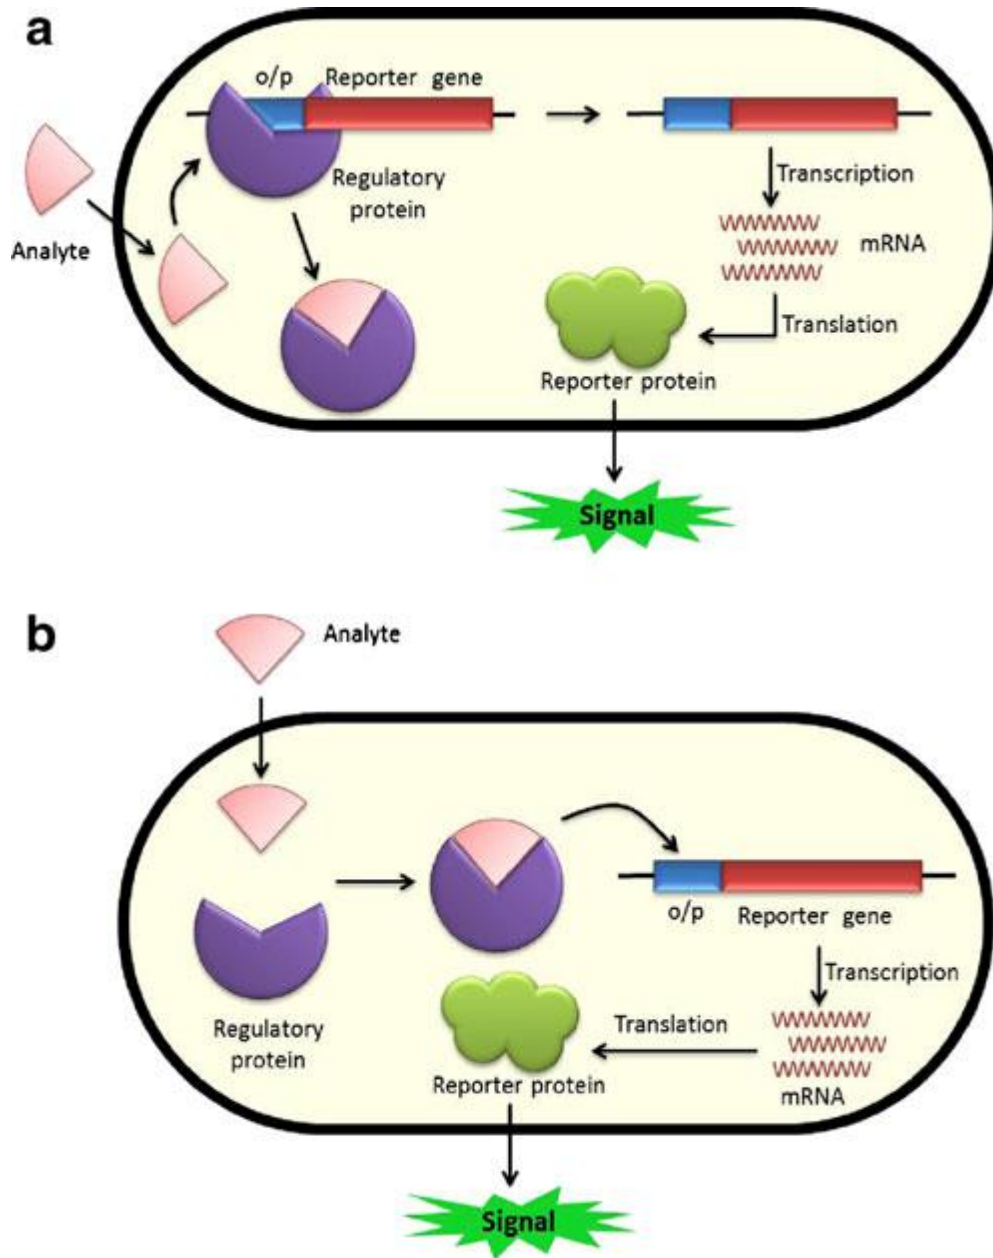 a
o/p Reporter gene
Regulatory
protein
Analyte
Transcription
mRNA
Translation
Reporter protein
Signal
b
Analyte
Regulatory
protein
o/p Reporter gene
Transcription
Translation
mRNA
Reporter protein
Signal